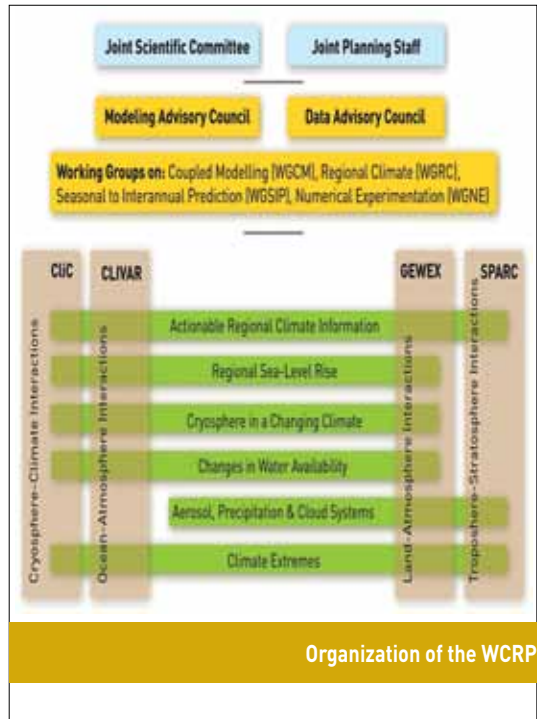 Joint Scientific Committee
Joint Planning Staff
Modeling Advisory Council
Data Advisory Council
Working Groups on: Coupled Modelling (WGCM), Regional Climate (WGRC),
Seasonal to Interannual Prediction (WGSIP), Numerical Experimentation (WGNE)
CliC
CLIVAR
GEWEX
SPARC
Cryosphere-Climate Interactions
Ocean-Atmosphere Interactions
Land-Atmosphere Interactions
Troposhere-Stratosphere Interactions
Actionable Regional Climate Information
Regional Sea-Level Rise
Cryosphere in a Changing Climate
Changes in Water Availability
Aerosol, Precipitation & Cloud Systems
Climate Extremes
Organization of the WCRP